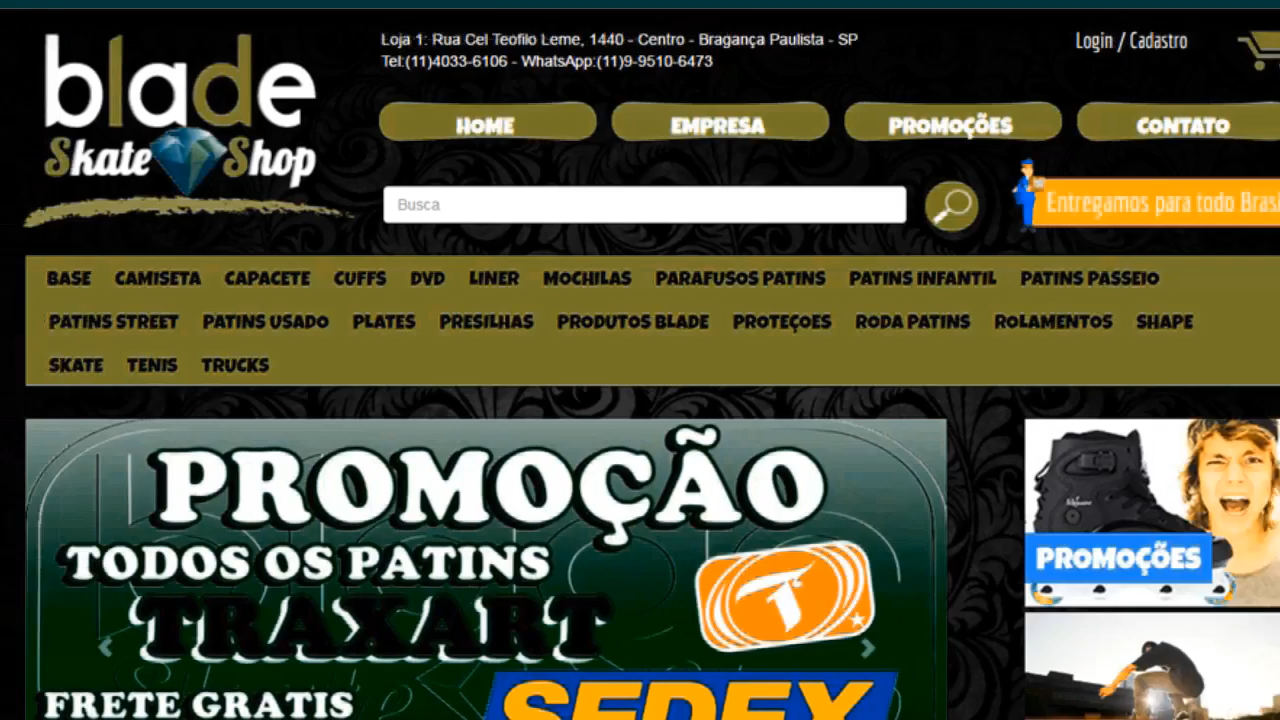 blade
Skate Shop
Loja 1: Rua Cel Teofilo Leme, 1440 - Centro - Bragança Paulista - SP
Tel:(11)4033-6106 - WhatsApp:(11)9-9510-6473
Login / Cadastro
HOME EMPRESA PROMOÇÕES CONTATO
Busca
Entregamos para todo Brasi
BASE CAMISETA CAPACETE CUFFS DVD LINER MOCHILAS PARAFUSOS PATINS PATINS INFANTIL PATINS PASSEIO
PATINS STREET PATINS USADO PLATES PRESILHAS PRODUTOS BLADE PROTEÇOES RODA PATINS ROLAMENTOS SHAPE
SKATE TENIS TRUCKS
PROMOÇÃO
TODOS OS PATINS
TRAXART
FRETE GRATIS
SEDEX
PROMOÇÕES